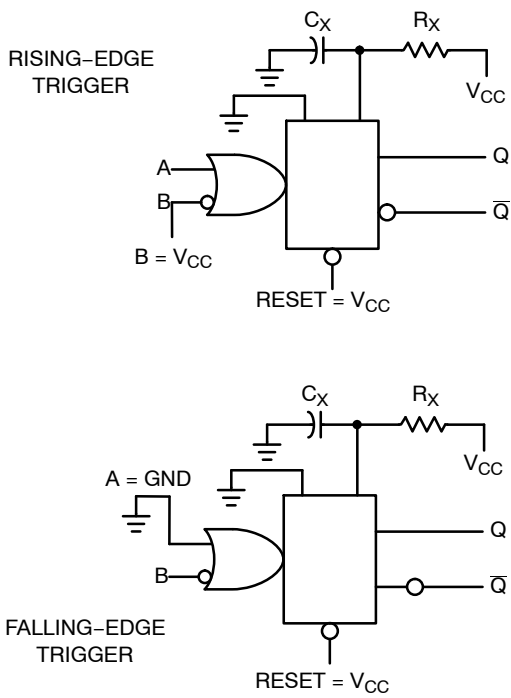 C_X
R_X
RISING–EDGE
TRIGGER
V_CC
A
Q
B
Q̅
B = V_CC
RESET = V_CC
C_X
R_X
A = GND
V_CC
Q
B
Q̅
FALLING–EDGE
TRIGGER
RESET = V_CC